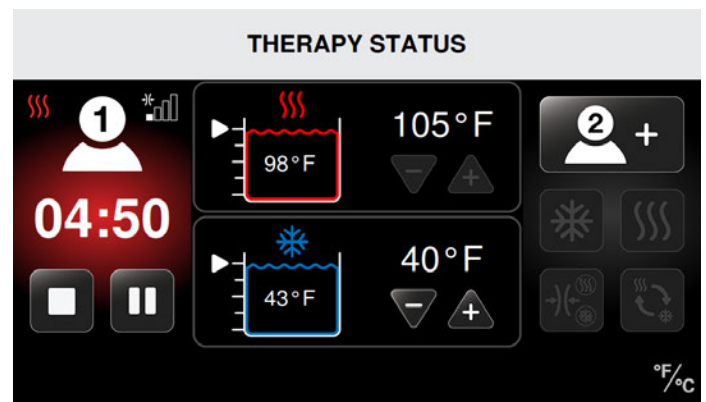 THERAPY STATUS
1
04:50
98°F
105°F
- +
43°F
40°F
- +
2 +
°F/°C